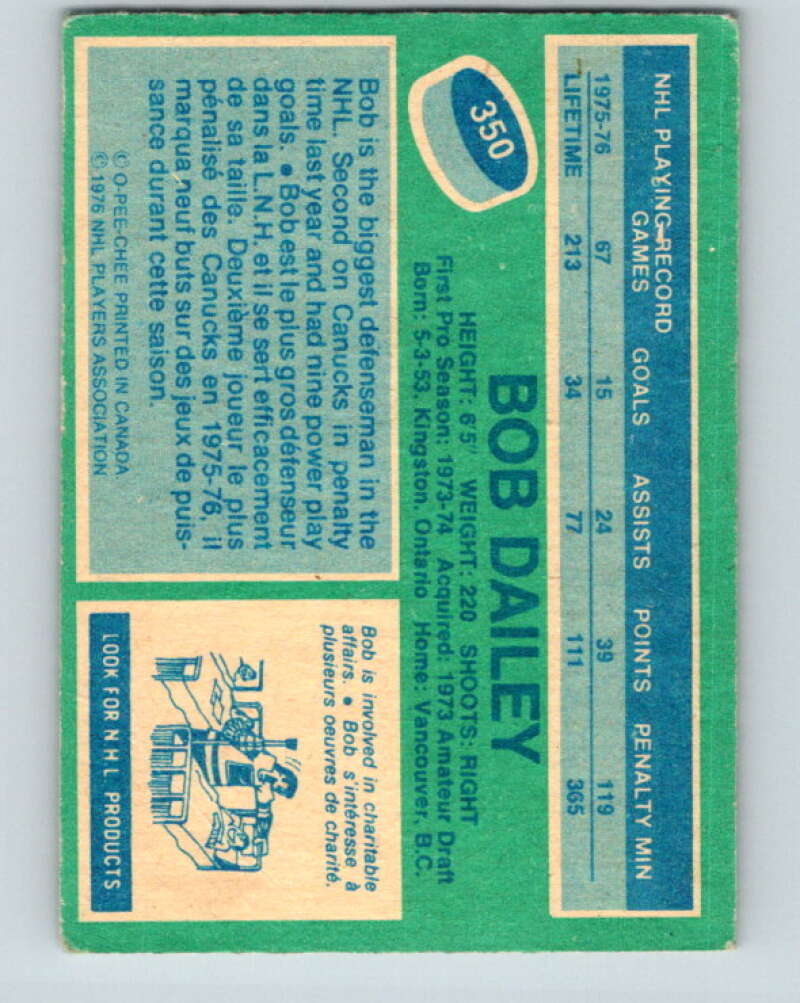 NHL PLAYING RECORD
GAMES GOALS ASSISTS POINTS PENALTY MIN
1975-76 67 15 24 39 119
LIFETIME 213 34 77 111 365
350
BOB DAILEY
HEIGHT: 6'5" WEIGHT: 220 SHOOTS: RIGHT
First Pro Season: 1973-74 Acquired: 1973 Amateur Draft
Born: 5-3-53, Kingston, Ontario Home: Vancouver, B.C.
Bob is the biggest defenseman in the
NHL. Second on Canucks in penalty
time last year and had nine power play
goals. • Bob est le plus gros défenseur
dans la L.N.H. et il se sert efficacement
de sa taille. Deuxième joueur le plus
pénalisé des Canucks en 1975-76, il
marqua neuf buts sur des jeux de puis-
sance durant cette saison.
© O-PEE-CHEE PRINTED IN CANADA
© 1976 NHL PLAYERS ASSOCIATION
Bob is involved in charitable
affairs. • Bob s'intéresse à
plusieurs oeuvres de charité.
LOOK FOR N.H.L PRODUCTS